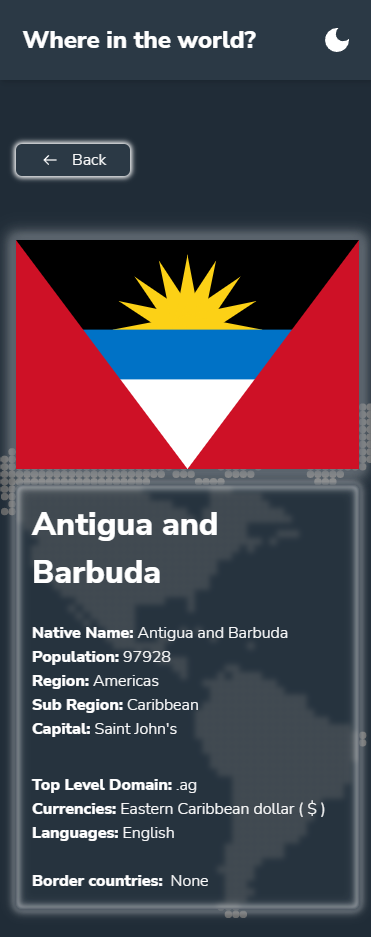 Where in the world?
Back
Antigua and
Barbuda
Native Name: Antigua and Barbuda
Population: 97928
Region: Americas
Sub Region: Caribbean
Capital: Saint John's
Top Level Domain: .ag
Currencies: Eastern Caribbean dollar ( $ )
Languages: English
Border countries: None